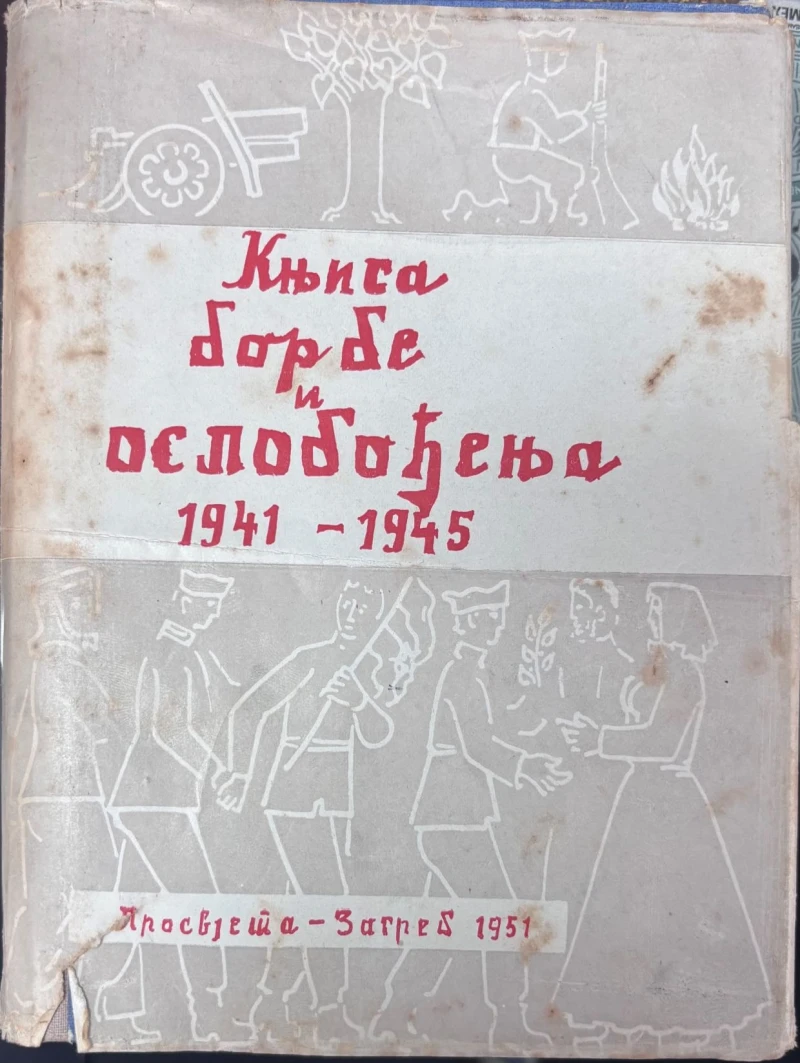 Књига
борбе
и
ослобођења
1941 - 1945
Просвјета - Загреб 1951